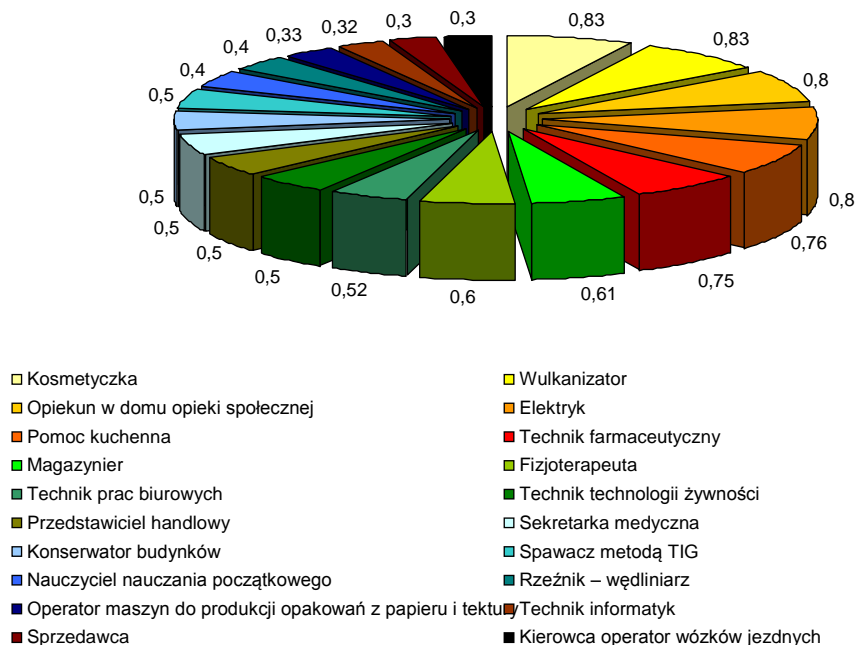 0,3
0,3
0,83
0,32
0,33
0,83
0,4
0,4
0,8
0,5
0,5
0,8
0,5
0,76
0,5
0,75
0,5
0,52
0,6
0,61
Kosmetyczka
Wulkanizator
Opiekun w domu opieki społecznej
Elektryk
Pomoc kuchenna
Technik farmaceutyczny
Magazynier
Fizjoterapeuta
Technik prac biurowych
Technik technologii żywności
Przedstawiciel handlowy
Sekretarka medyczna
Konserwator budynków
Spawacz metodą TIG
Nauczyciel nauczania początkowego
Rzeźnik – wędliniarz
Operator maszyn do produkcji opakowań z papieru i tektury
Technik informatyk
Sprzedawca
Kierowca operator wózków jezdnych